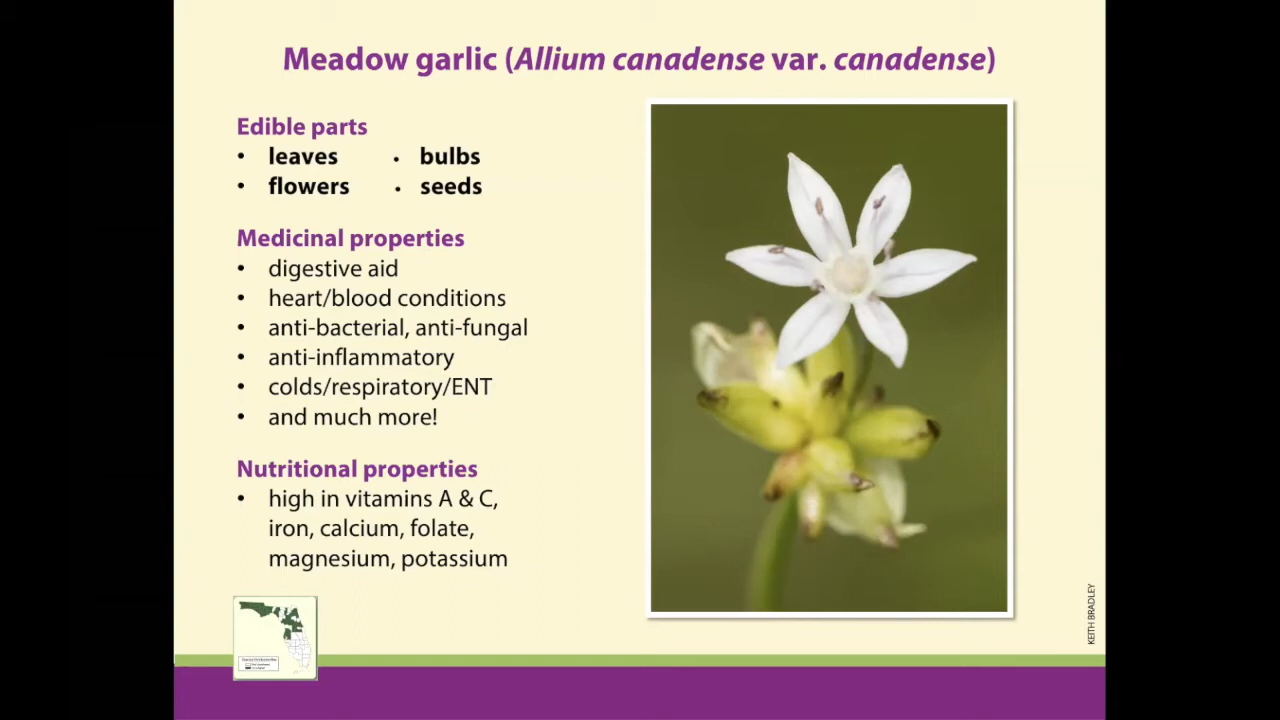 Meadow garlic (Allium canadense var. canadense)
Edible parts
• leaves • bulbs
• flowers • seeds
Medicinal properties
• digestive aid
• heart/blood conditions
• anti-bacterial, anti-fungal
• anti-inflammatory
• colds/respiratory/ENT
• and much more!
Nutritional properties
• high in vitamins A & C,
iron, calcium, folate,
magnesium, potassium
KEITH BRADLEY